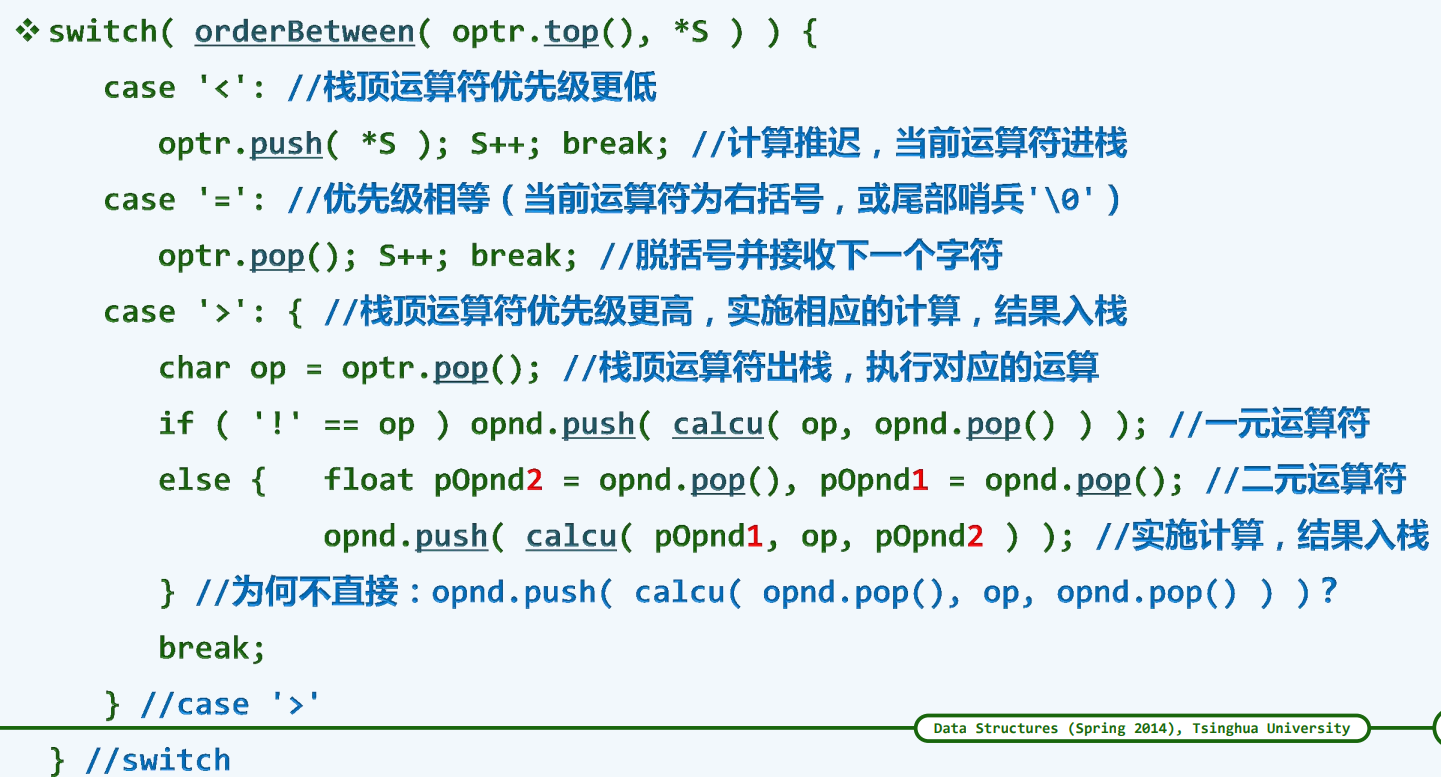 ❖ switch( orderBetween( optr.top(), *S ) ) {
case '<': //栈顶运算符优先级更低
optr.push( *S ); S++; break; //计算推迟，当前运算符进栈
case '=': //优先级相等（当前运算符为右括号，或尾部哨兵'\0'）
optr.pop(); S++; break; //脱括号并接收下一个字符
case '>': { //栈顶运算符优先级更高，实施相应的计算，结果入栈
char op = optr.pop(); //栈顶运算符出栈，执行对应的运算
if ( '!' == op ) opnd.push( calcu( op, opnd.pop() ) ); //一元运算符
else { float pOpnd2 = opnd.pop(), pOpnd1 = opnd.pop(); //二元运算符
opnd.push( calcu( pOpnd1, op, pOpnd2 ) ); //实施计算，结果入栈
} //为何不直接：opnd.push( calcu( opnd.pop(), op, opnd.pop() ) )？
break;
} //case '>'
Data Structures (Spring 2014), Tsinghua University
} //switch